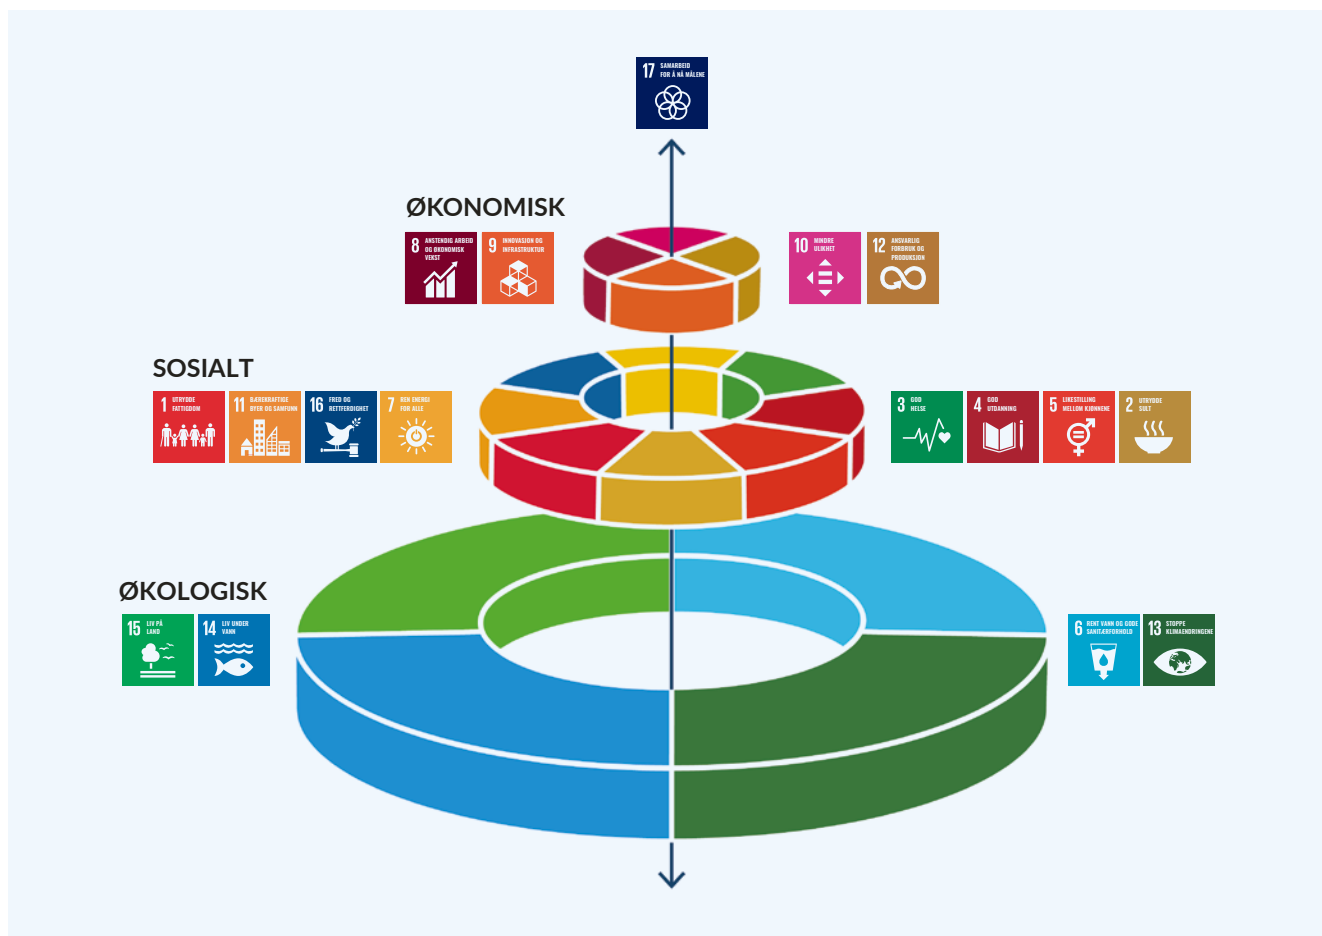 17 SAMARBEID
FOR Å NÅ MÅLENE
ØKONOMISK
8 ANSTENDIG ARBEID
OG ØKONOMISK
VEKST
9 INNOVASJON OG
INFRASTRUKTUR
10 MINDRE
ULIKHET
12 ANSVARLIG
FORBRUK OG
PRODUKSJON
SOSIALT
1 UTRYDDE
FATTIGDOM
11 BÆREKRAFTIGE
BYER OG SAMFUNN
16 FRED OG
RETTFERDIGHET
7 REN ENERGI
FOR ALLE
3 GOD
HELSE
4 GOD
UTDANNING
5 LIKESTILLING
MELLOM KJØNNENE
2 UTRYDDE
SULT
ØKOLOGISK
15 LIV PÅ
LAND
14 LIV UNDER
VANN
6 RENT VANN OG GODE
SANITÆRFORHOLD
13 STOPPE
KLIMAENDRINGENE